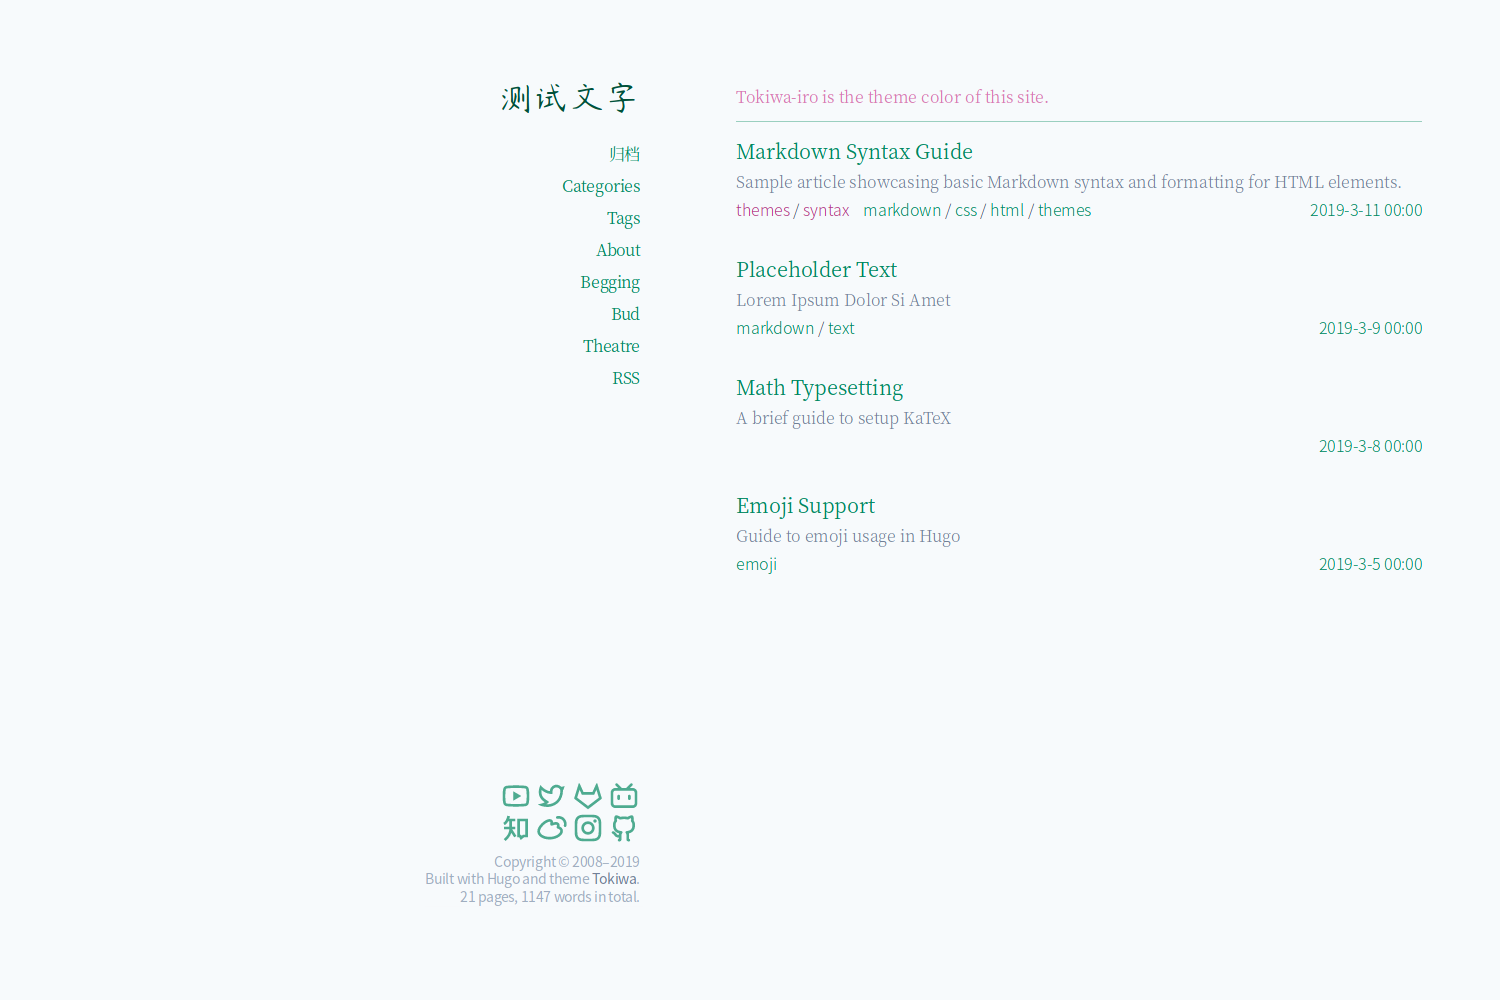 测试文字
归档
Categories
Tags
About
Begging
Bud
Theatre
RSS
Tokiwa-iro is the theme color of this site.
Markdown Syntax Guide
Sample article showcasing basic Markdown syntax and formatting for HTML elements.
themes / syntax markdown / css / html / themes 2019-3-11 00:00
Placeholder Text
Lorem Ipsum Dolor Si Amet
markdown / text 2019-3-9 00:00
Math Typesetting
A brief guide to setup KaTeX
2019-3-8 00:00
Emoji Support
Guide to emoji usage in Hugo
emoji 2019-3-5 00:00
知
Copyright © 2008–2019
Built with Hugo and theme Tokiwa.
21 pages, 1147 words in total.